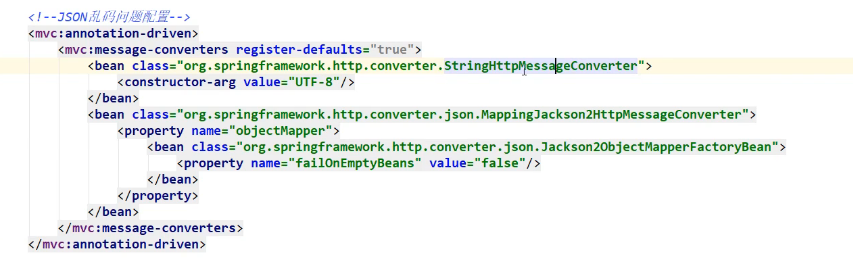 <!--JSON乱码问题配置-->
<mvc:annotation-driven>
<mvc:message-converters register-defaults="true">
<bean class="org.springframework.http.converter.StringHttpMessageConverter">
<constructor-arg value="UTF-8"/>
</bean>
<bean class="org.springframework.http.converter.json.MappingJackson2HttpMessageConverter">
<property name="objectMapper">
<bean class="org.springframework.http.converter.json.Jackson2ObjectMapperFactoryBean">
<property name="failOnEmptyBeans" value="false"/>
</bean>
</property>
</bean>
</mvc:message-converters>
</mvc:annotation-driven>